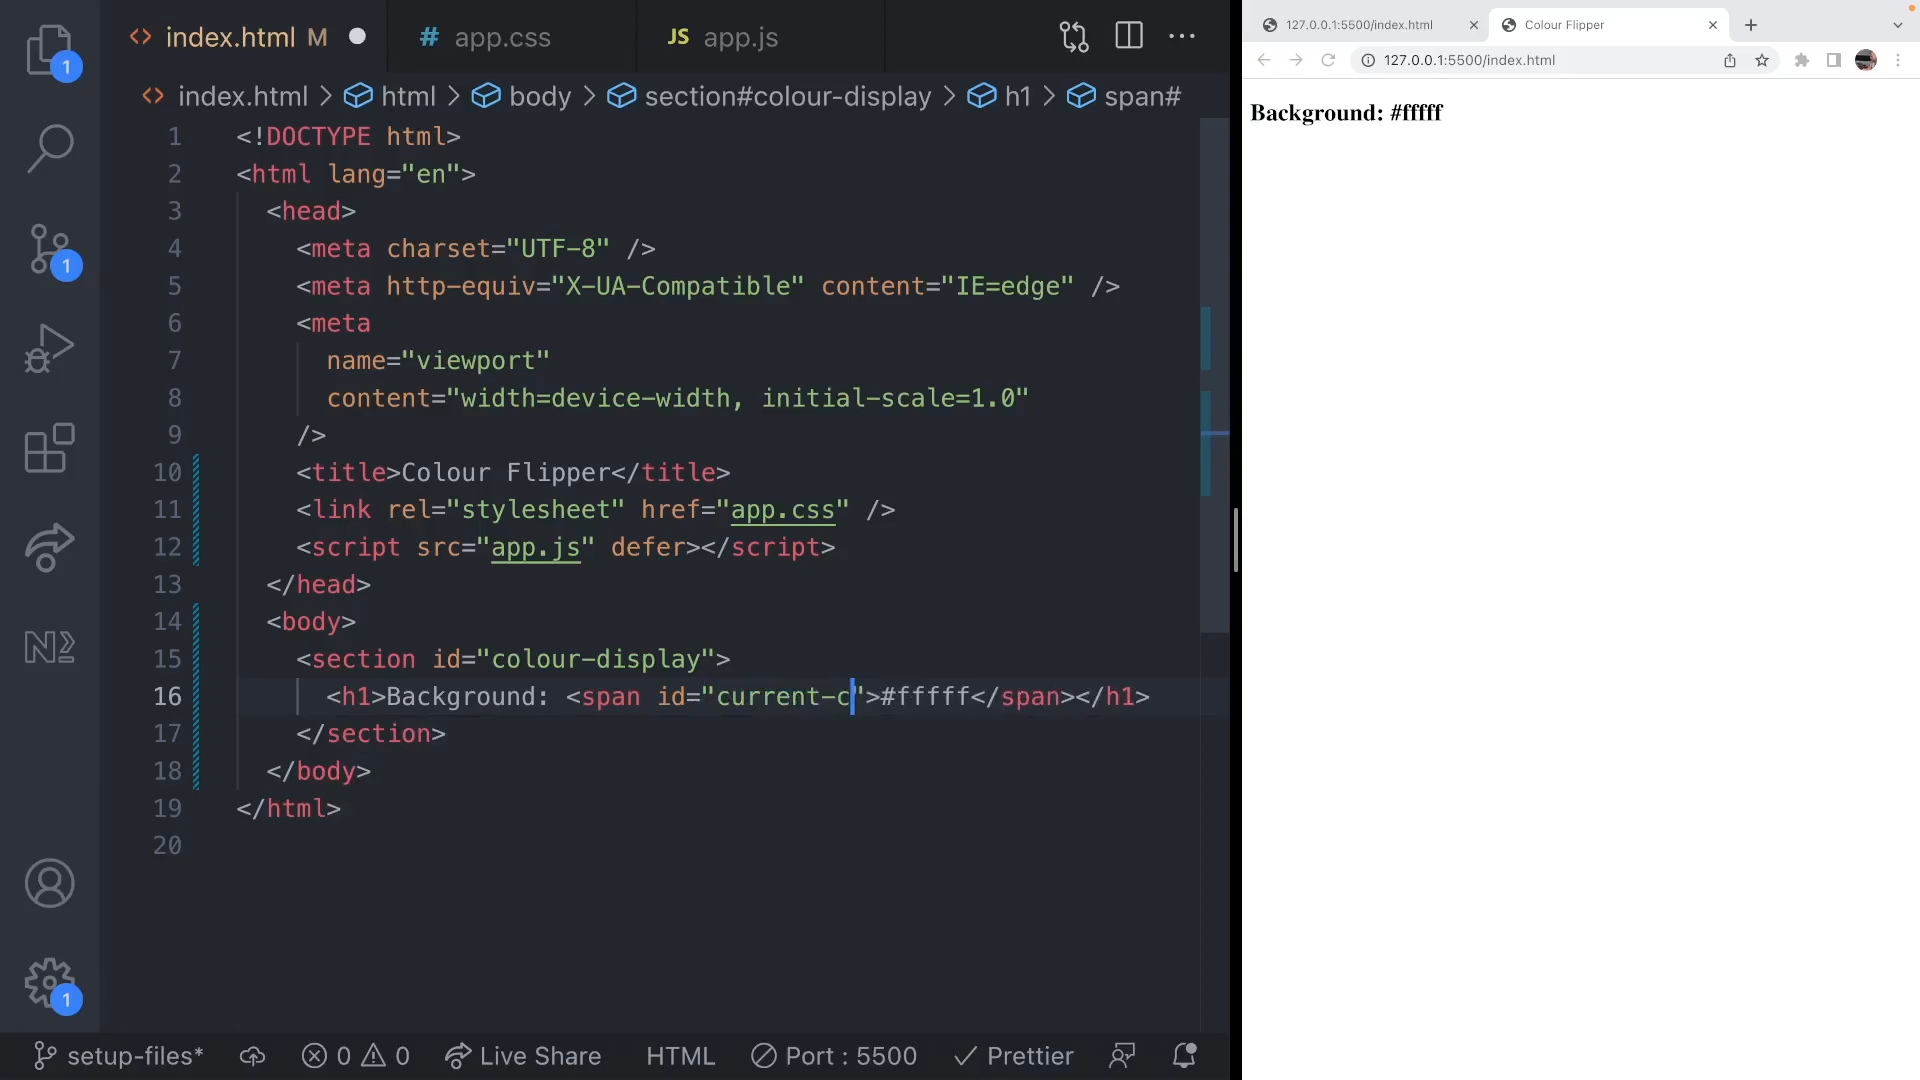 index.html M
app.css
JS app.js
index.html > html > body > section#colour-display > h1 > span#
1 <!DOCTYPE html>
2 <html lang="en">
3 <head>
4 <meta charset="UTF-8" />
5 <meta http-equiv="X-UA-Compatible" content="IE=edge" />
6 <meta
7 name="viewport"
8 content="width=device-width, initial-scale=1.0"
9 />
10 <title>Colour Flipper</title>
11 <link rel="stylesheet" href="app.css" />
12 <script src="app.js" defer></script>
13 </head>
14 <body>
15 <section id="colour-display">
16 <h1>Background: <span id="current-c">#fffff</span></h1>
17 </section>
18 </body>
19 </html>
20
1
1
1
setup-files* 0 0 Live Share HTML Port : 5500 Prettier
127.0.0.1:5500/index.html
Colour Flipper
127.0.0.1:5500/index.html
Background: #fffff